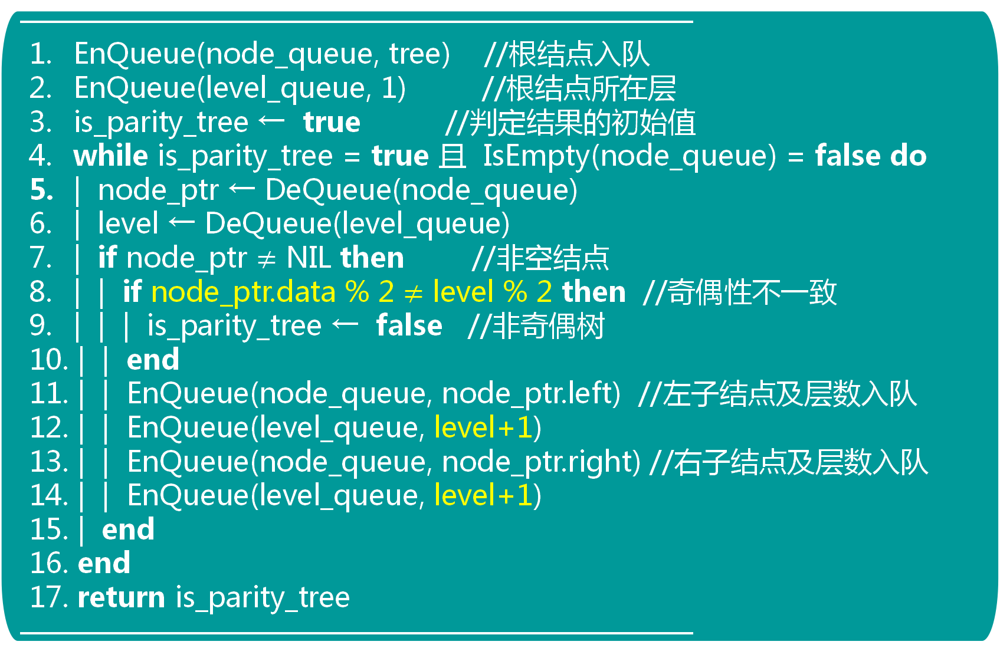 1. EnQueue(node_queue, tree) //根结点入队
2. EnQueue(level_queue, 1) //根结点所在层
3. is_parity_tree ← true //判定结果的初始值
4. while is_parity_tree = true 且 IsEmpty(node_queue) = false do
5. | node_ptr ← DeQueue(node_queue)
6. | level ← DeQueue(level_queue)
7. | if node_ptr ≠ NIL then //非空结点
8. | | if node_ptr.data % 2 ≠ level % 2 then //奇偶性不一致
9. | | | is_parity_tree ← false //非奇偶树
10. | | end
11. | | EnQueue(node_queue, node_ptr.left) //左子结点及层数入队
12. | | EnQueue(level_queue, level+1)
13. | | EnQueue(node_queue, node_ptr.right) //右子结点及层数入队
14. | | EnQueue(level_queue, level+1)
15. | end
16. end
17. return is_parity_tree